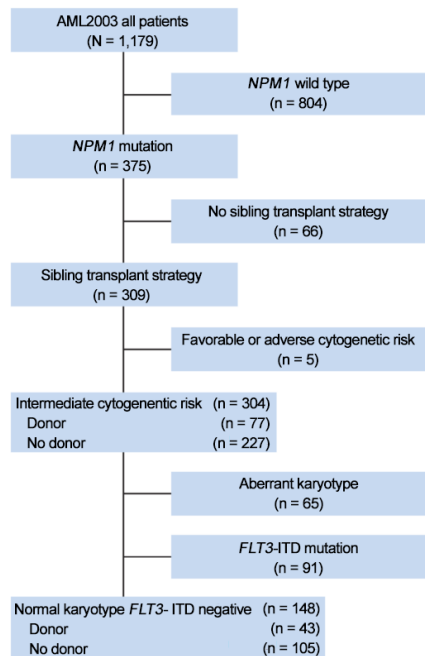 AML2003 all patients
(N = 1,179)
NPM1 wild type
(n = 804)
NPM1 mutation
(n = 375)
No sibling transplant strategy
(n = 66)
Sibling transplant strategy
(n = 309)
Favorable or adverse cytogenetic risk
(n = 5)
Intermediate cytogenentic risk (n = 304)
Donor (n = 77)
No donor (n = 227)
Aberrant karyotype
(n = 65)
FLT3-ITD mutation
(n = 91)
Normal karyotype FLT3- ITD negative (n = 148)
Donor (n = 43)
No donor (n = 105)